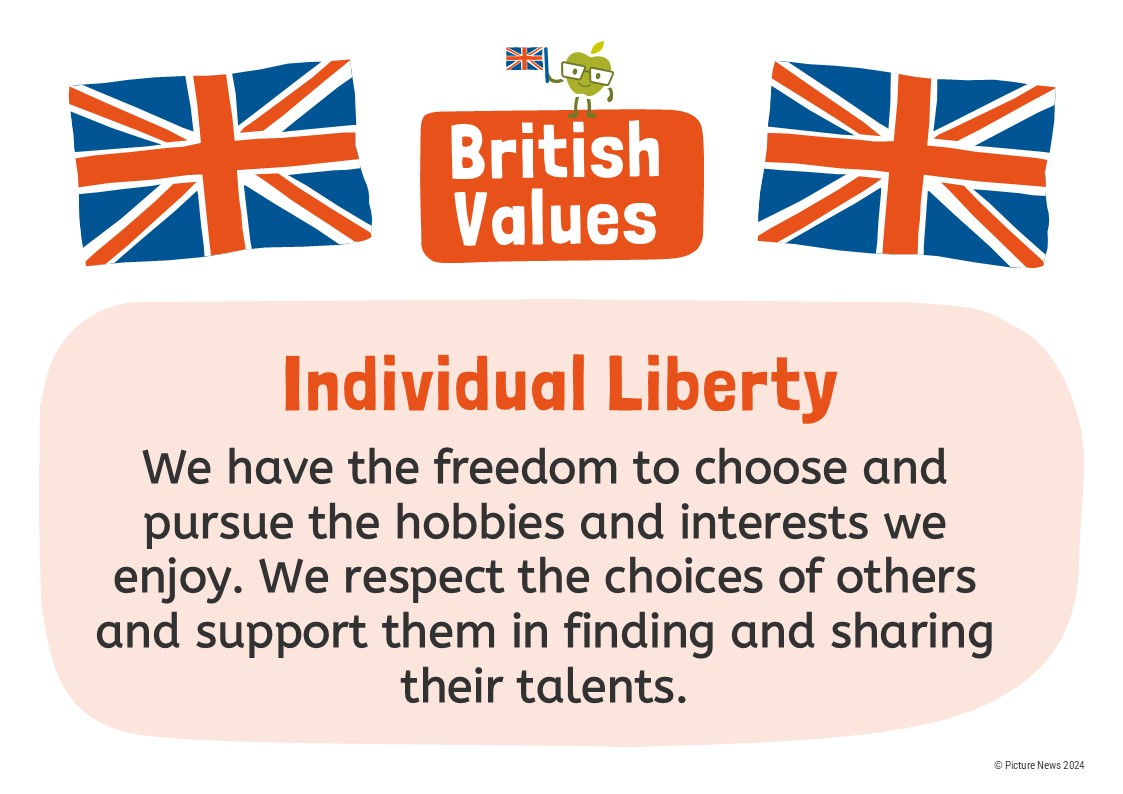 British
Values
Individual Liberty
We have the freedom to choose and
pursue the hobbies and interests we
enjoy. We respect the choices of others
and support them in finding and sharing
their talents.
© Picture News 2024